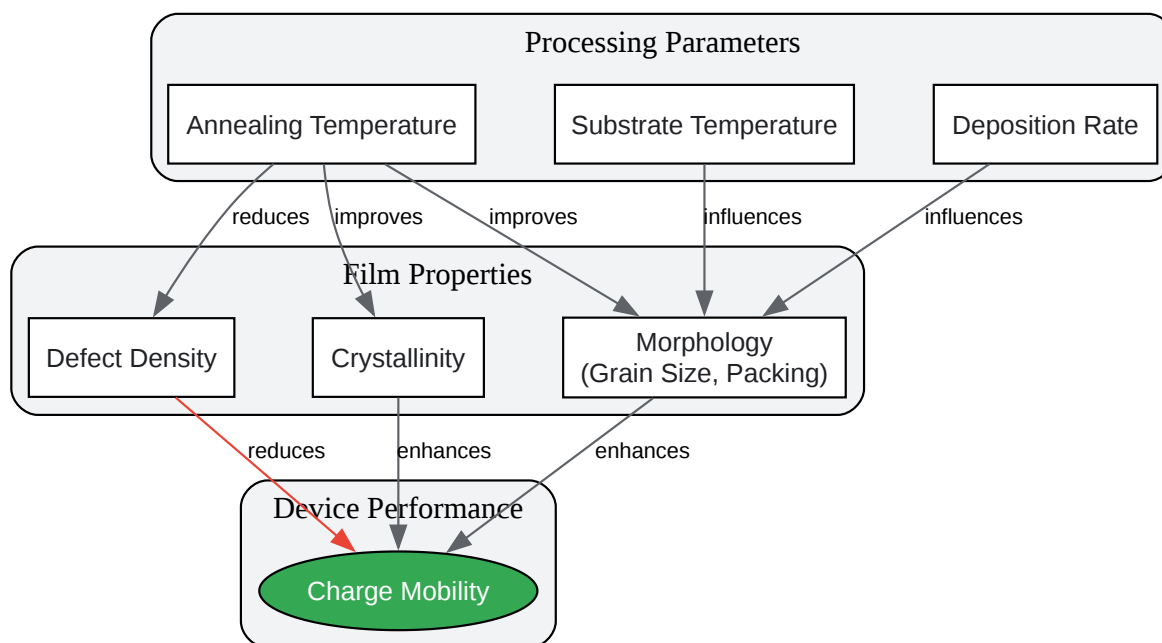 Processing Parameters
Annealing Temperature
Substrate Temperature
Deposition Rate
reduces
improves
improves
influences
influences
Film Properties
Defect Density
Crystallinity
Morphology
(Grain Size, Packing)
reduces
enhances
enhances
Device Performance
Charge Mobility